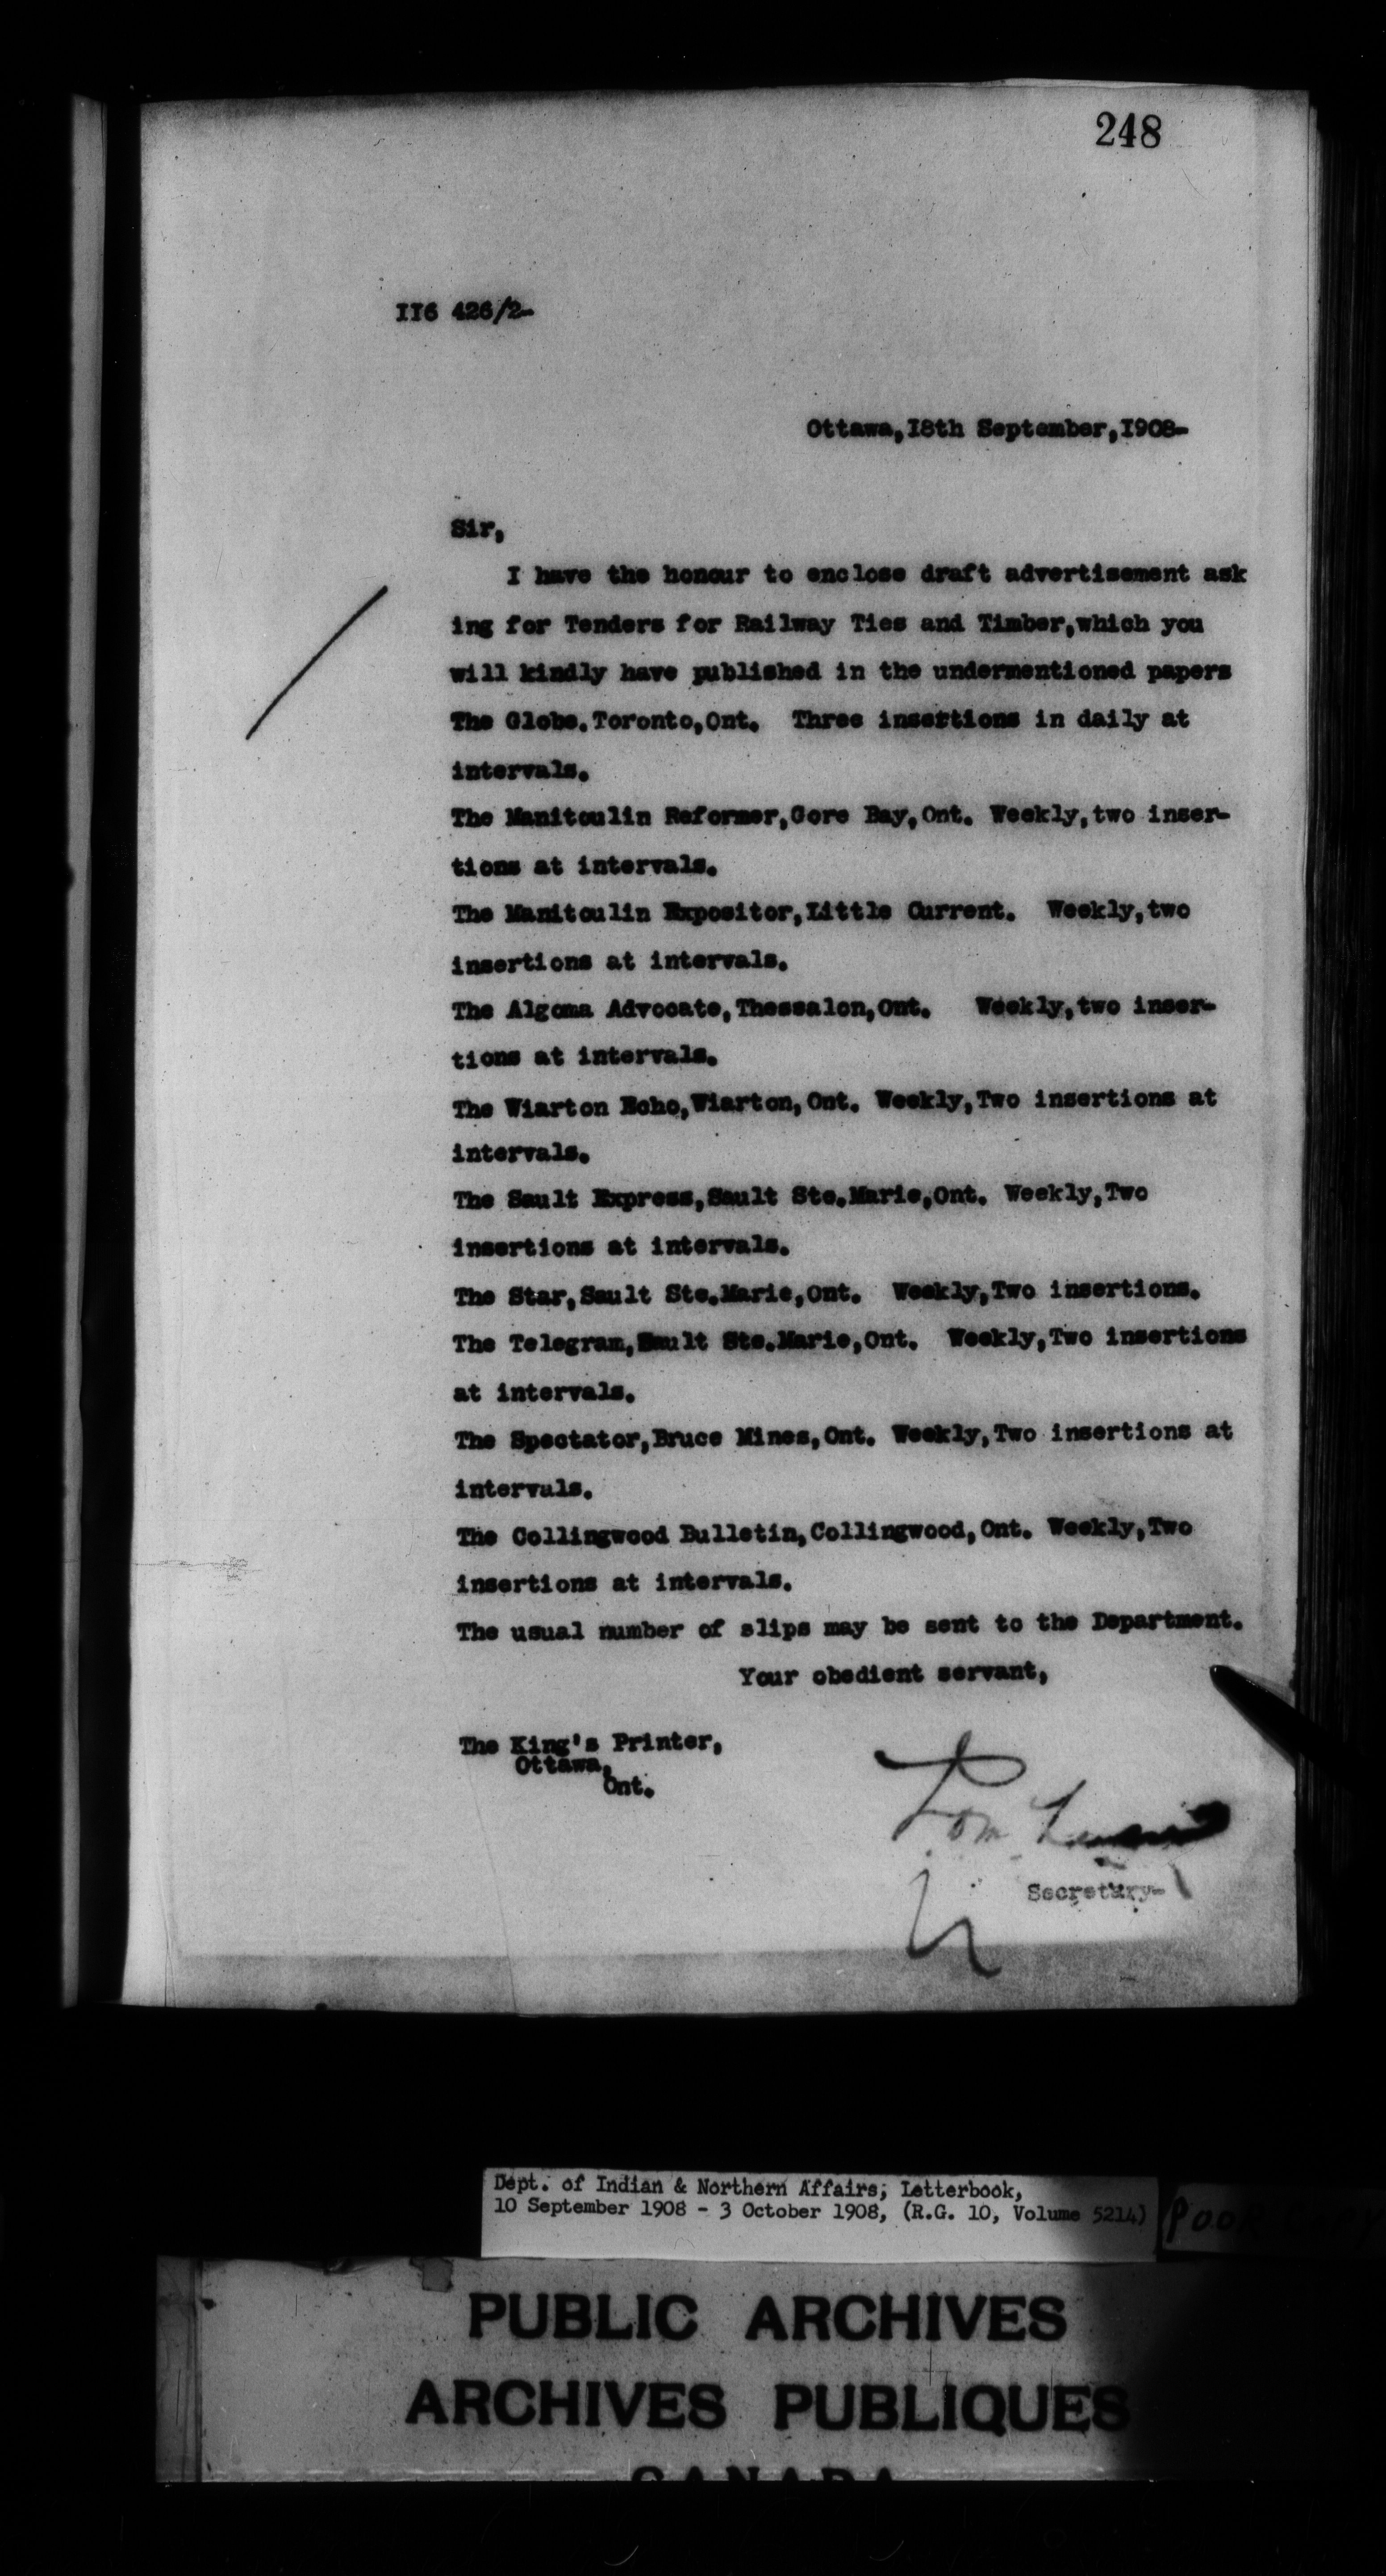 248
II6 426/2-
Ottawa,I8th September,I908-
Sir,
I have the honour to enclose draft advertisement ask
ing for Tenders for Railway Ties and Timber,which you
will kindly have published in the undermentioned papers
The Globe.Toronto,Ont. Three insertions in daily at
intervals.
The Manitoulin Reformer,Gore Bay,Ont. Weekly,two inser-
tions at intervals.
The Manitoulin Expositor,Little Current. Weekly,two
insertions at intervals.
The Algoma Advocate,Thessalon,Ont. Weekly,two inser-
tions at intervals.
The Wiarton Echo,Wiarton,Ont. Weekly,Two insertions at
intervals.
The Sault Express,Sault Ste.Marie,Ont. Weekly,Two
insertions at intervals.
The Star,Sault Ste.Marie,Ont. Weekly,Two insertions.
The Telegram,Sault Ste.Marie,Ont. Weekly,Two insertions
at intervals.
The Spectator,Bruce Mines,Ont. Weekly,Two insertions at
intervals.
The Collingwood Bulletin,Collingwood,Ont. Weekly,Two
insertions at intervals.
The usual number of slips may be sent to the Department.
Your obedient servant,
The King's Printer,
Ottawa,
Ont.
Secretary-
Dept. of Indian & Northern Affairs; Letterbook,
10 September 1908 - 3 October 1908, (R.G. 10, Volume 5214)
POOR COPY
PUBLIC ARCHIVES
ARCHIVES PUBLIQUES
CANADA